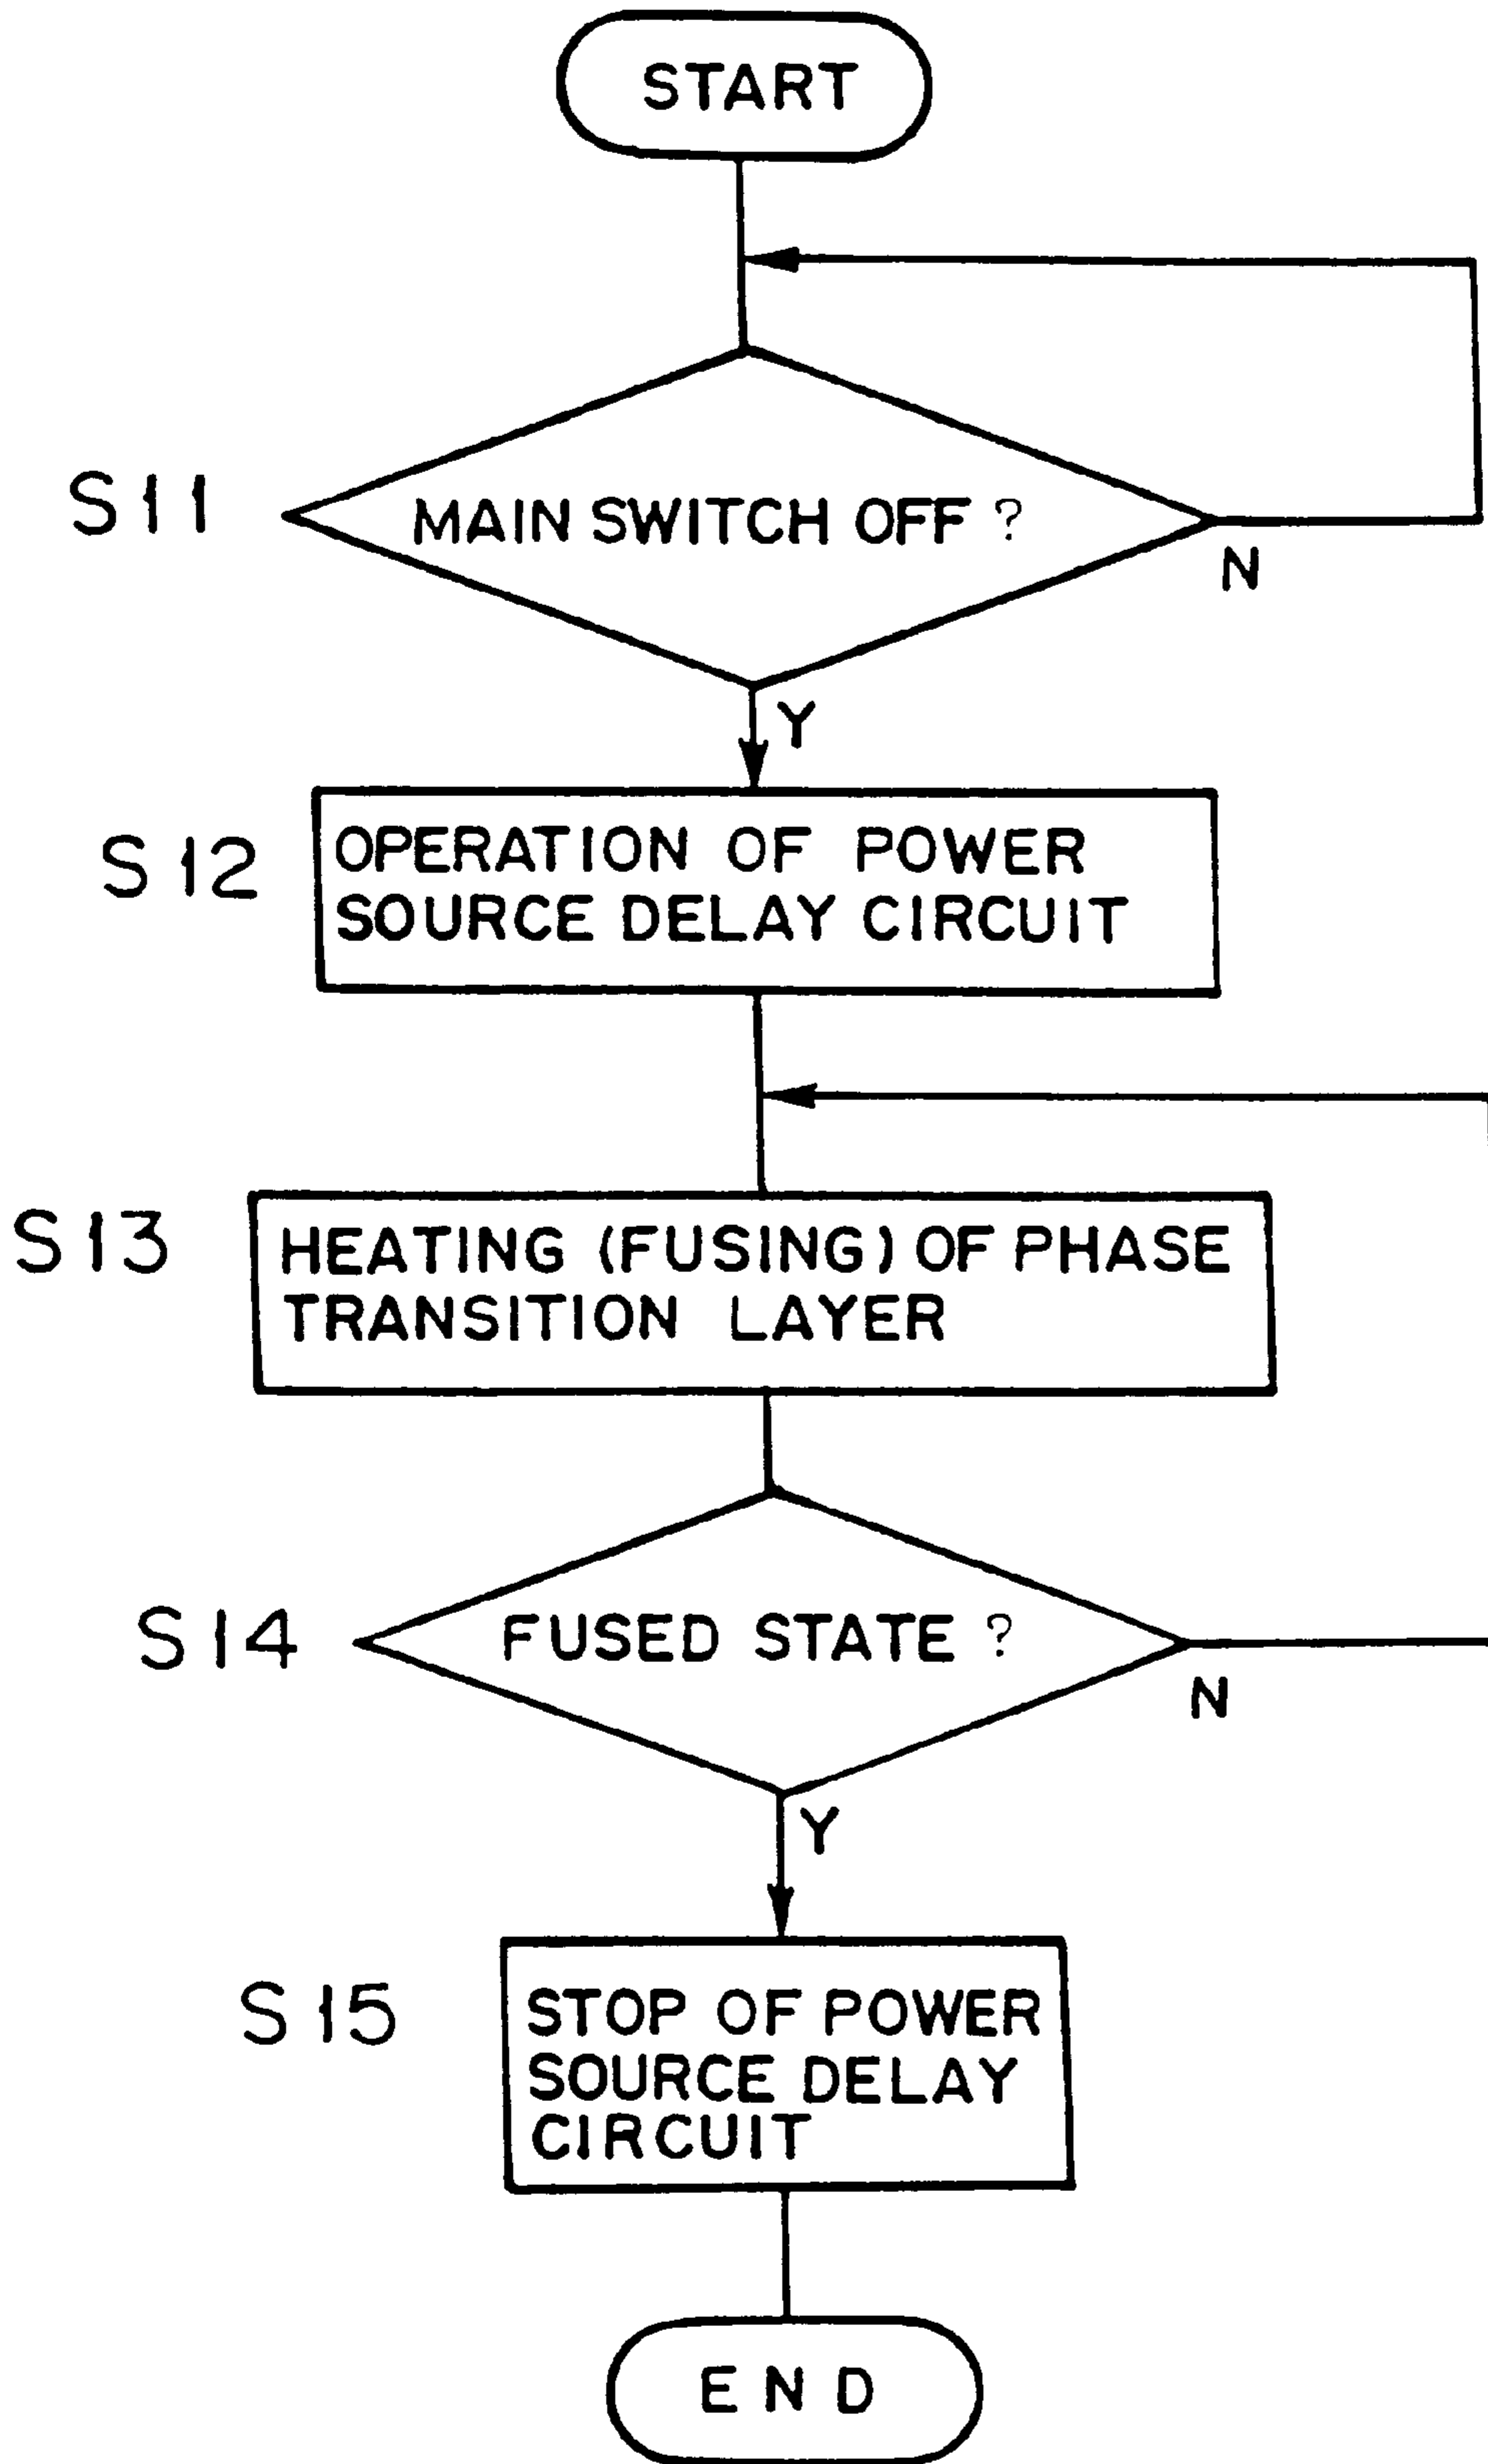 START
S11
MAIN SWITCH OFF ?
N
Y
S12
OPERATION OF POWER
SOURCE DELAY CIRCUIT
S13
HEATING (FUSING) OF PHASE
TRANSITION LAYER
S14
FUSED STATE ?
N
Y
S15
STOP OF POWER
SOURCE DELAY
CIRCUIT
END